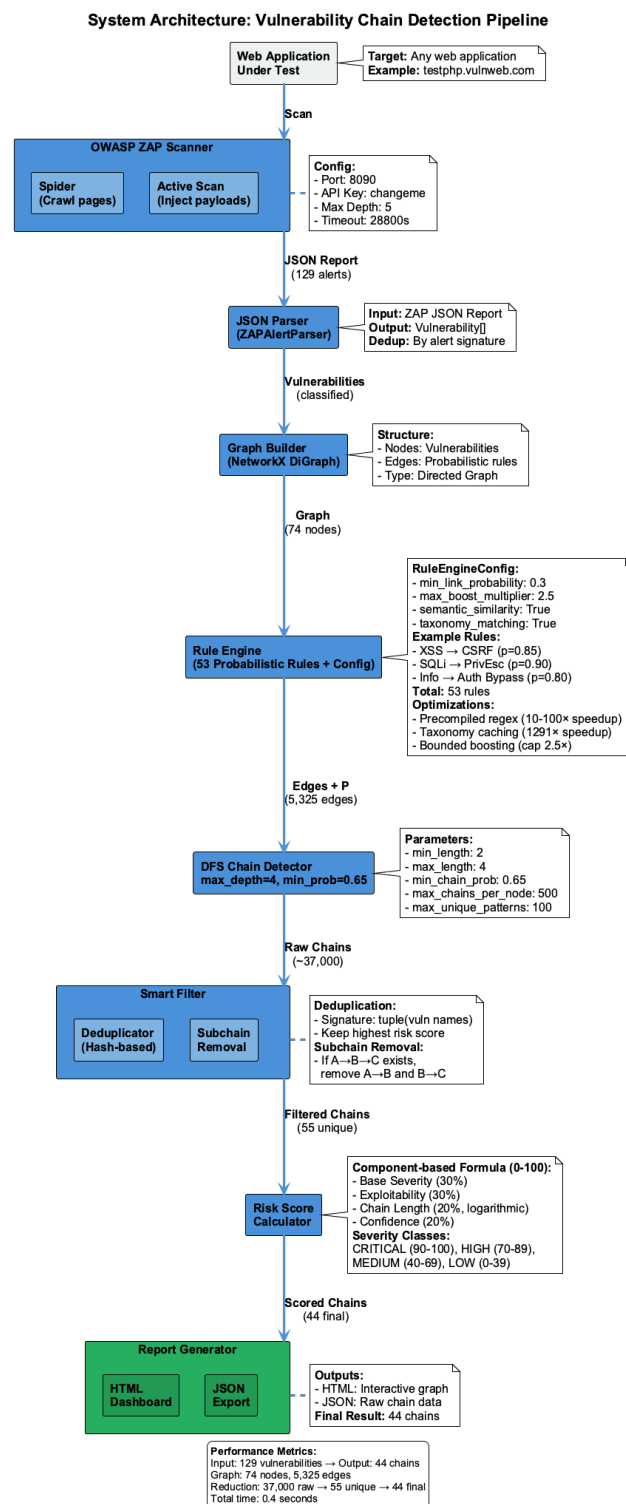 System Architecture: Vulnerability Chain Detection Pipeline
Web Application
Under Test
Target: Any web application
Example: testphp.vulnweb.com
Scan
OWASP ZAP Scanner
Spider
(Crawl pages)
Active Scan
(Inject payloads)
Config:
- Port: 8090
- API Key: changeme
- Max Depth: 5
- Timeout: 28800s
JSON Report
(129 alerts)
JSON Parser
(ZAPAlertParser)
Input: ZAP JSON Report
Output: Vulnerability[]
Dedup: By alert signature
Vulnerabilities
(classified)
Graph Builder
(NetworkX DiGraph)
Structure:
- Nodes: Vulnerabilities
- Edges: Probabilistic rules
- Type: Directed Graph
Graph
(74 nodes)
Rule Engine
(53 Probabilistic Rules + Config)
RuleEngineConfig:
- min_link_probability: 0.3
- max_boost_multiplier: 2.5
- semantic_similarity: True
- taxonomy_matching: True
Example Rules:
- XSS → CSRF (p=0.85)
- SQLi → PrivEsc (p=0.90)
- Info → Auth Bypass (p=0.80)
Total: 53 rules
Optimizations:
- Precompiled regex (10-100× speedup)
- Taxonomy caching (1291× speedup)
- Bounded boosting (cap 2.5×)
Edges + P
(5,325 edges)
DFS Chain Detector
max_depth=4, min_prob=0.65
Parameters:
- min_length: 2
- max_length: 4
- min_chain_prob: 0.65
- max_chains_per_node: 500
- max_unique_patterns: 100
Raw Chains
(~37,000)
Smart Filter
Deduplicator
(Hash-based)
Subchain
Removal
Deduplication:
- Signature: tuple(vuln names)
- Keep highest risk score
Subchain Removal:
- If A→B→C exists,
remove A→B and B→C
Filtered Chains
(55 unique)
Risk Score
Calculator
Component-based Formula (0-100):
- Base Severity (30%)
- Exploitability (30%)
- Chain Length (20%, logarithmic)
- Confidence (20%)
Severity Classes:
CRITICAL (90-100), HIGH (70-89),
MEDIUM (40-69), LOW (0-39)
Scored Chains
(44 final)
Report Generator
HTML
Dashboard
JSON
Export
Outputs:
- HTML: Interactive graph
- JSON: Raw chain data
Final Result: 44 chains
Performance Metrics:
Input: 129 vulnerabilities → Output: 44 chains
Graph: 74 nodes, 5,325 edges
Reduction: 37,000 raw → 55 unique → 44 final
Total time: 0.4 seconds